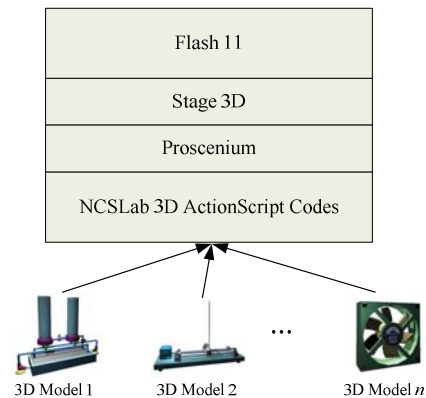 Flash 11
Stage 3D
Proscenium
NCSLab 3D ActionScript Codes
...
3D Model 1
3D Model 2
3D Model n